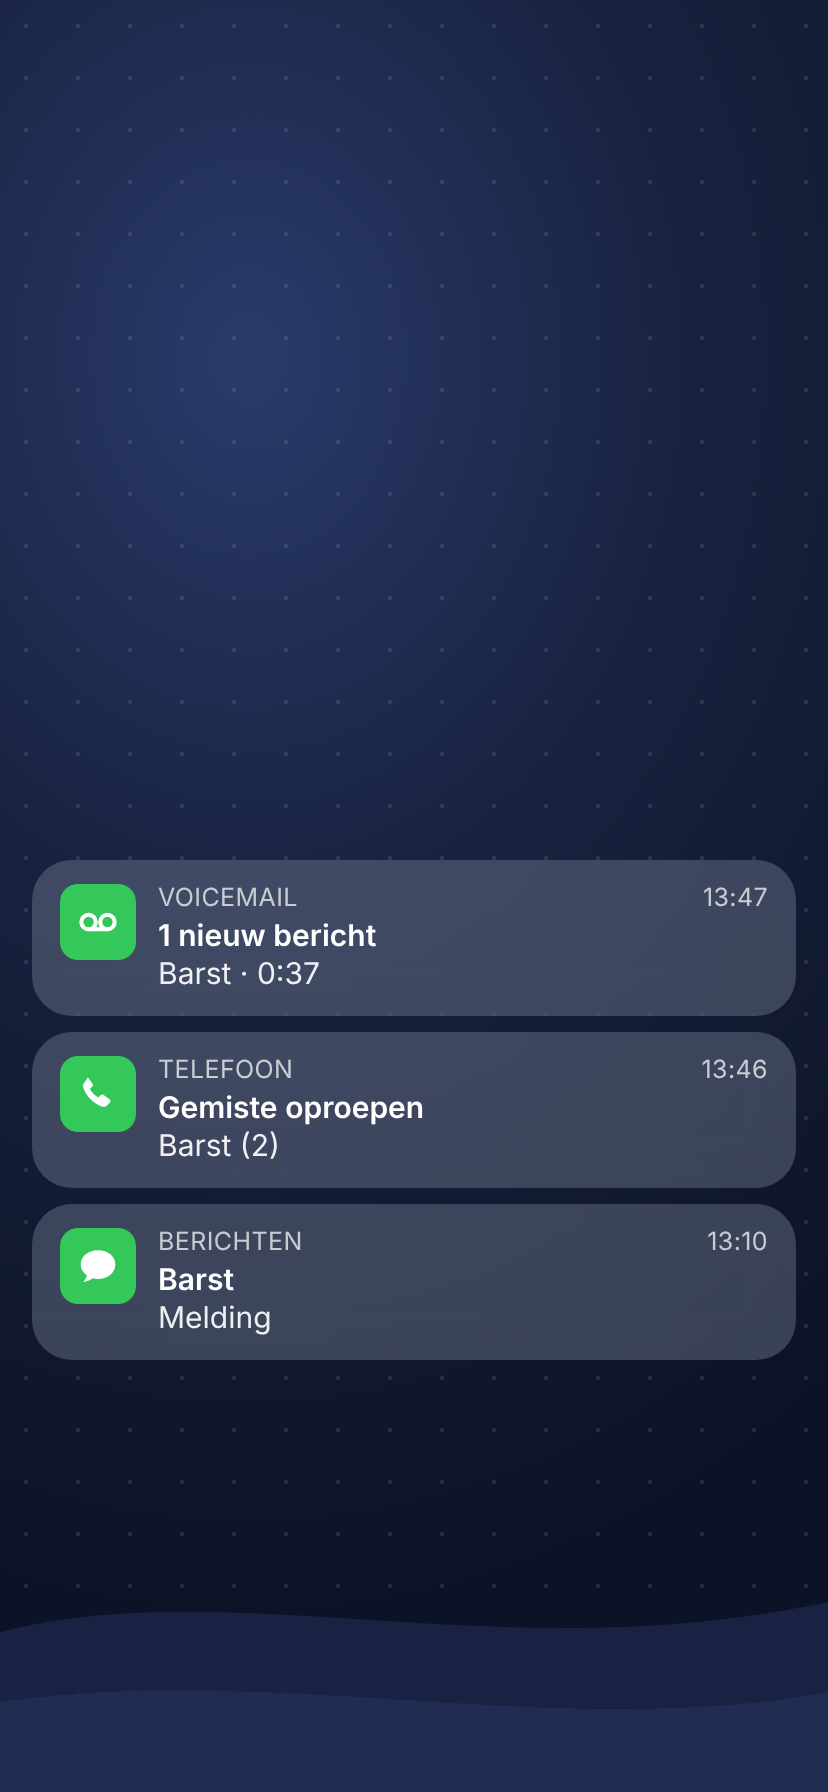 VOICEMAIL 13:47
1 nieuw bericht
Barst · 0:37
TELEFOON 13:46
Gemiste oproepen
Barst (2)
BERICHTEN 13:10
Barst
Melding